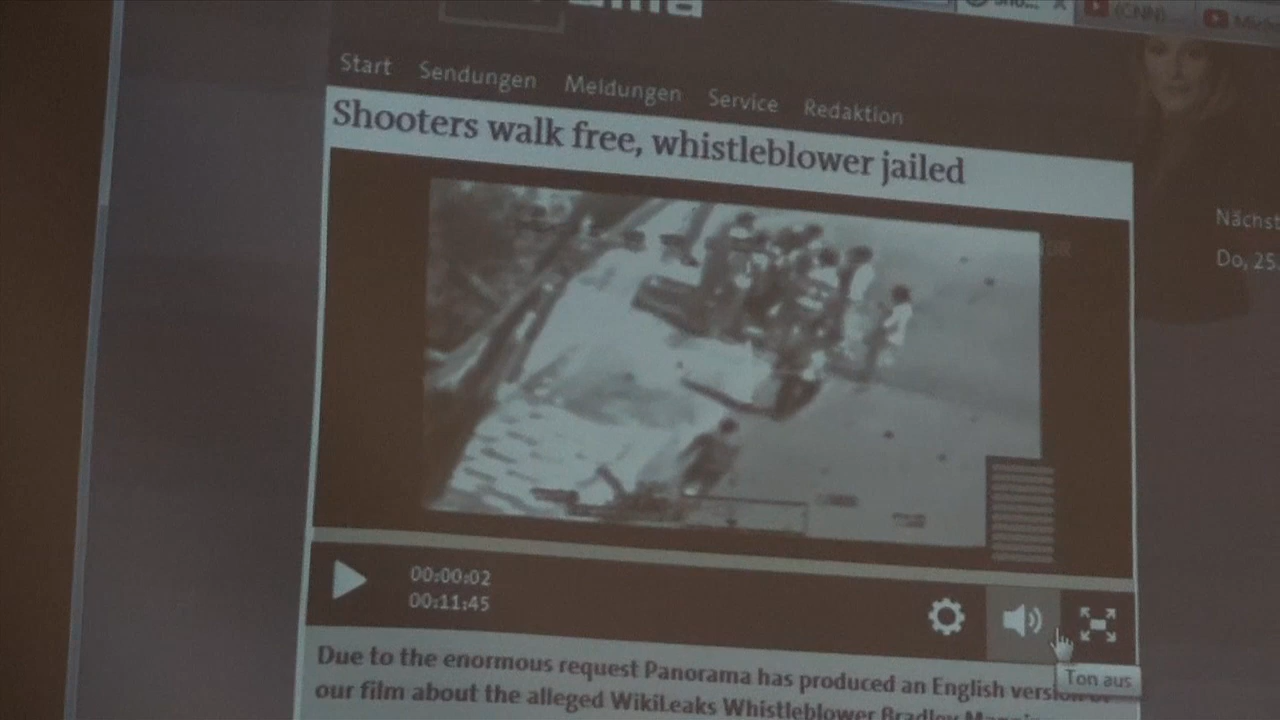 Start Sendungen Meldungen Service Redaktion
Shooters walk free, whistleblower jailed
Nächst
Do, 25.
00:00:02
00:11:45
Ton aus
Due to the enormous request Panorama has produced an English version of
our film about the alleged WikiLeaks Whistleblower Bradley